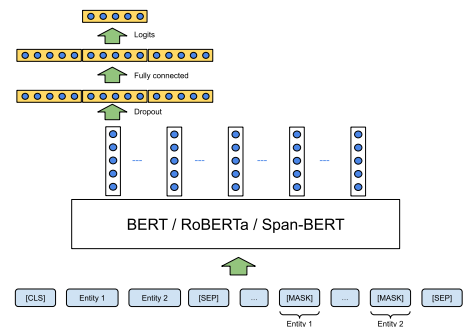 Logits
Fully connected
Dropout
--- --- --- ---
BERT / RoBERTa / Span-BERT
[CLS] Entity 1 Entity 2 [SEP] ... [MASK] ... [MASK] [SEP]
Entity 1 Entity 2